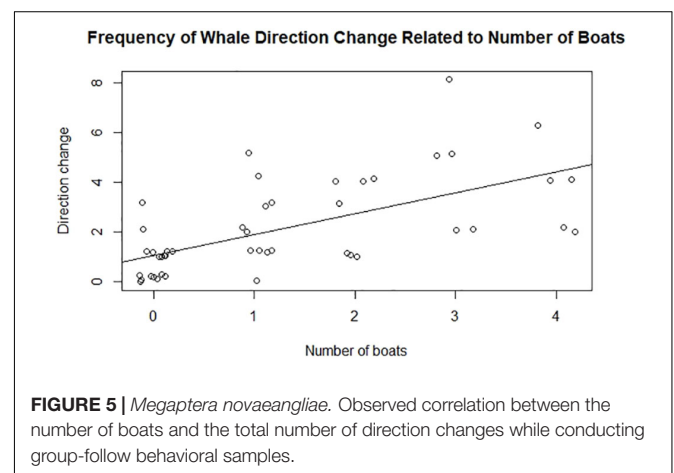 Frequency of Whale Direction Change Related to Number of Boats
Direction change
8
6
4
2
0
0 1 2 3 4
Number of boats
FIGURE 5 | Megaptera novaeangliae. Observed correlation between the
number of boats and the total number of direction changes while conducting
group-follow behavioral samples.